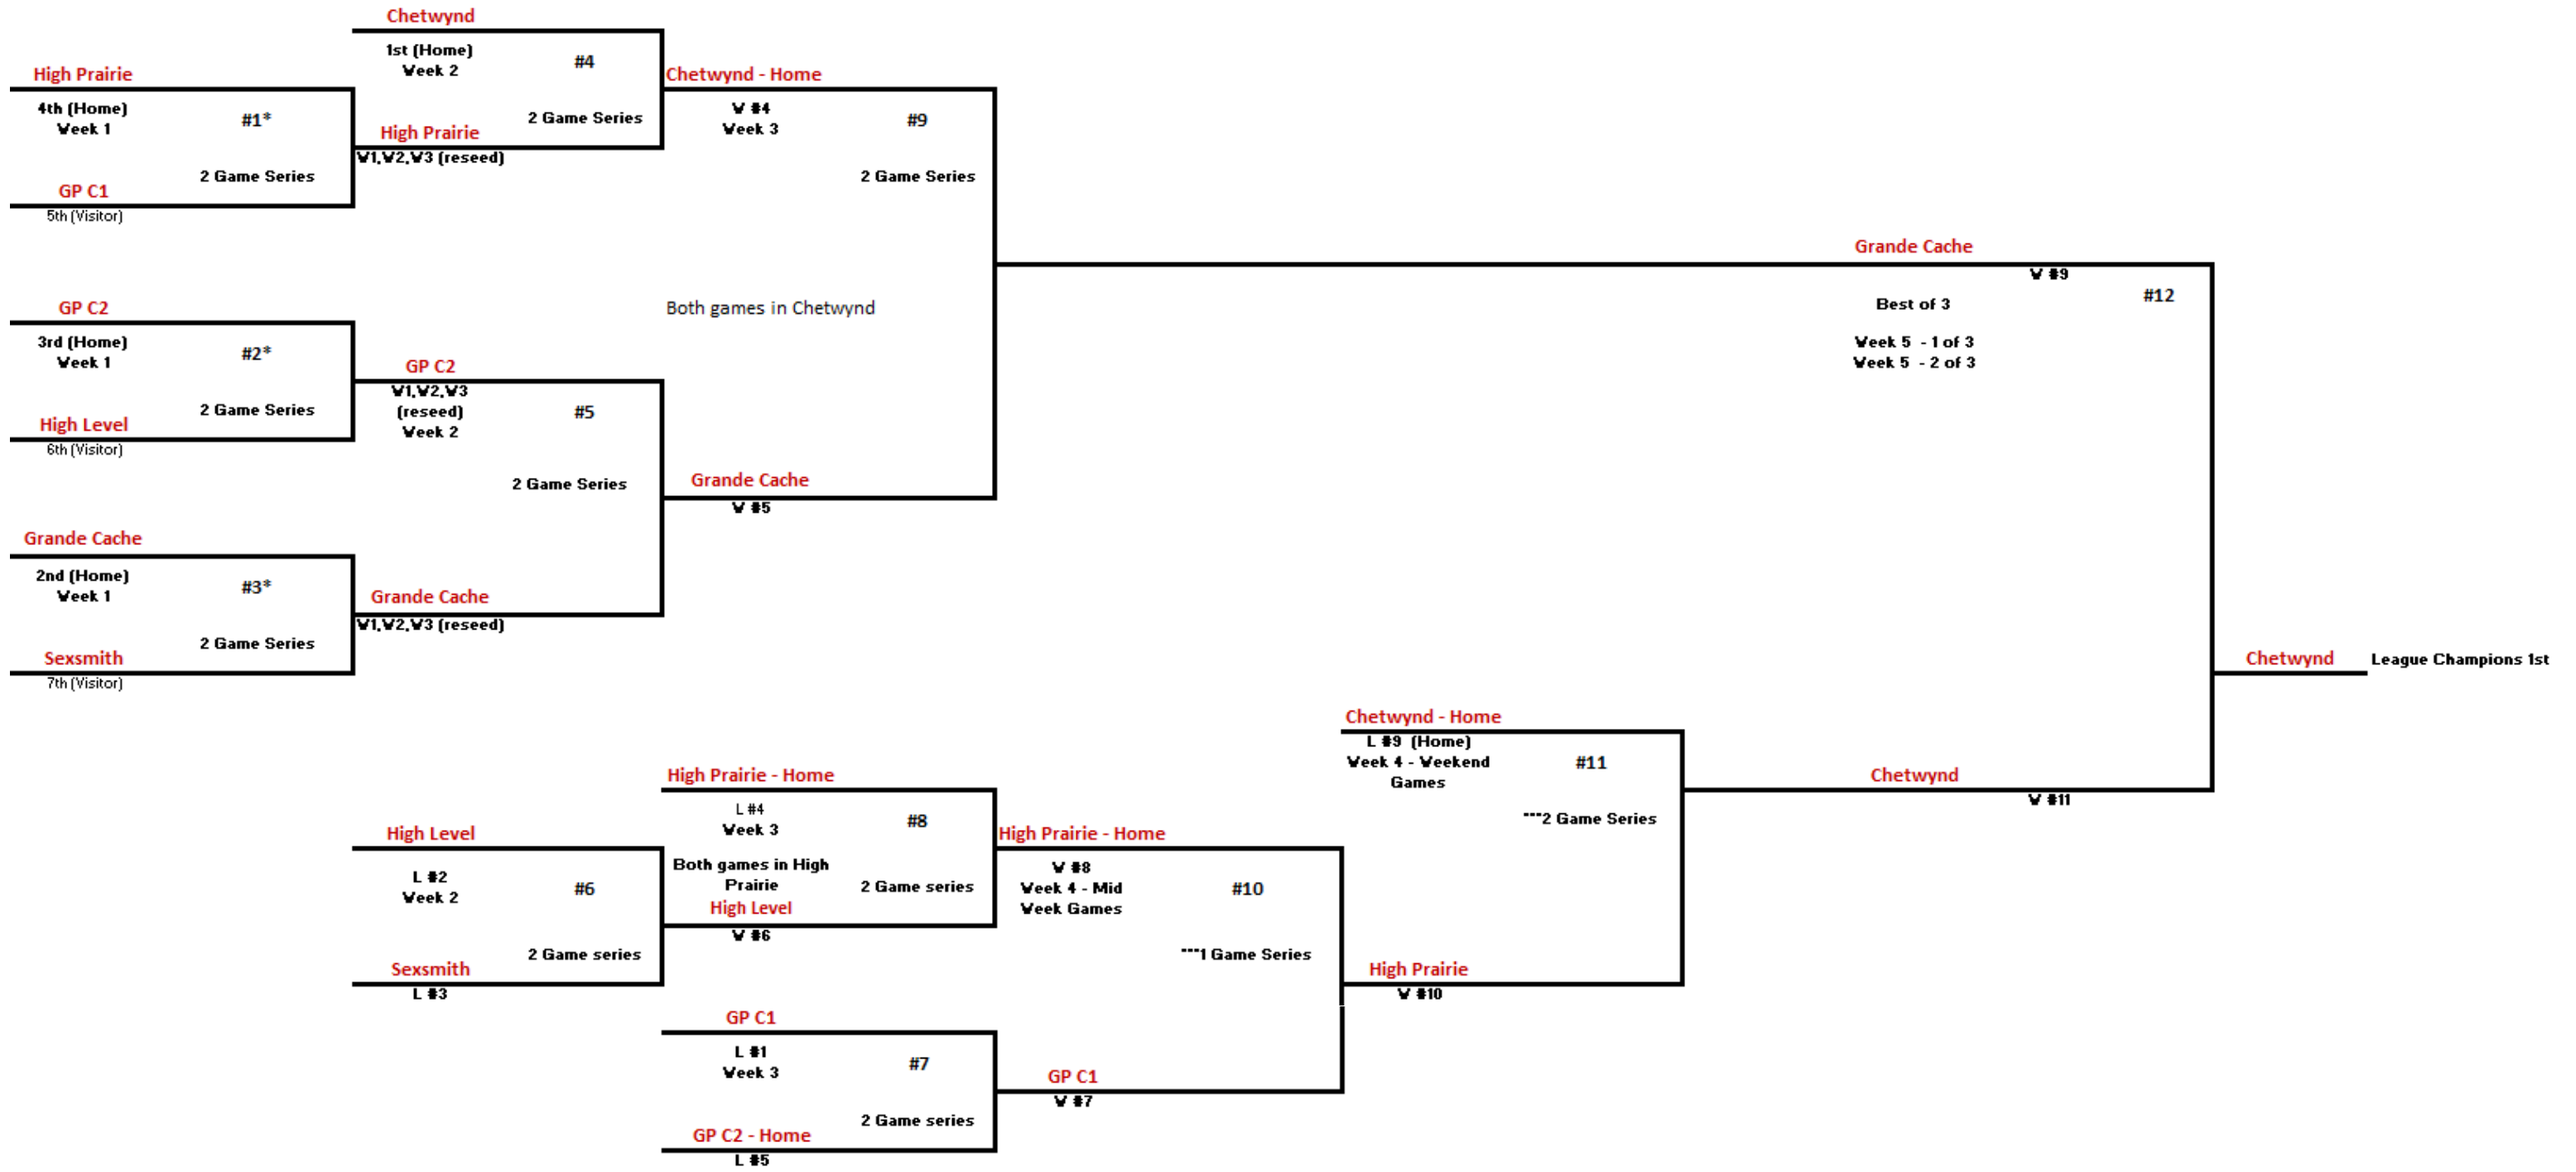 Chetwynd
1st (Home)
Week 2
#4
2 Game Series
High Prairie
4th (Home)
Week 1
#1*
2 Game Series
GP C1
5th (Visitor)
High Prairie
W1,W2,W3 (reseed)
Chetwynd - Home
W #4
Week 3
#9
2 Game Series
Both games in Chetwynd
GP C2
3rd (Home)
Week 1
#2*
2 Game Series
High Level
6th (Visitor)
GP C2
W1,W2,W3
(reseed)
Week 2
#5
2 Game Series
Grande Cache
W #5
Grande Cache
2nd (Home)
Week 1
#3*
2 Game Series
Sexsmith
7th (Visitor)
Grande Cache
W1,W2,W3 (reseed)
Grande Cache
W #9
#12
Best of 3
Week 5 - 1 of 3
Week 5 - 2 of 3
Chetwynd
League Champions 1st
Chetwynd - Home
L #9 (Home)
Week 4 - Weekend
Games
#11
---2 Game Series
Chetwynd
W #11
High Prairie - Home
L #4
Week 3
#8
Both games in High
Prairie
2 Game series
High Level
W #6
High Level
L #2
Week 2
#6
2 Game series
Sexsmith
L #3
High Prairie - Home
W #8
Week 4 - Mid
Week Games
#10
---1 Game Series
High Prairie
W #10
GP C1
L #1
Week 3
#7
2 Game series
GP C2 - Home
L #5
GP C1
W #7